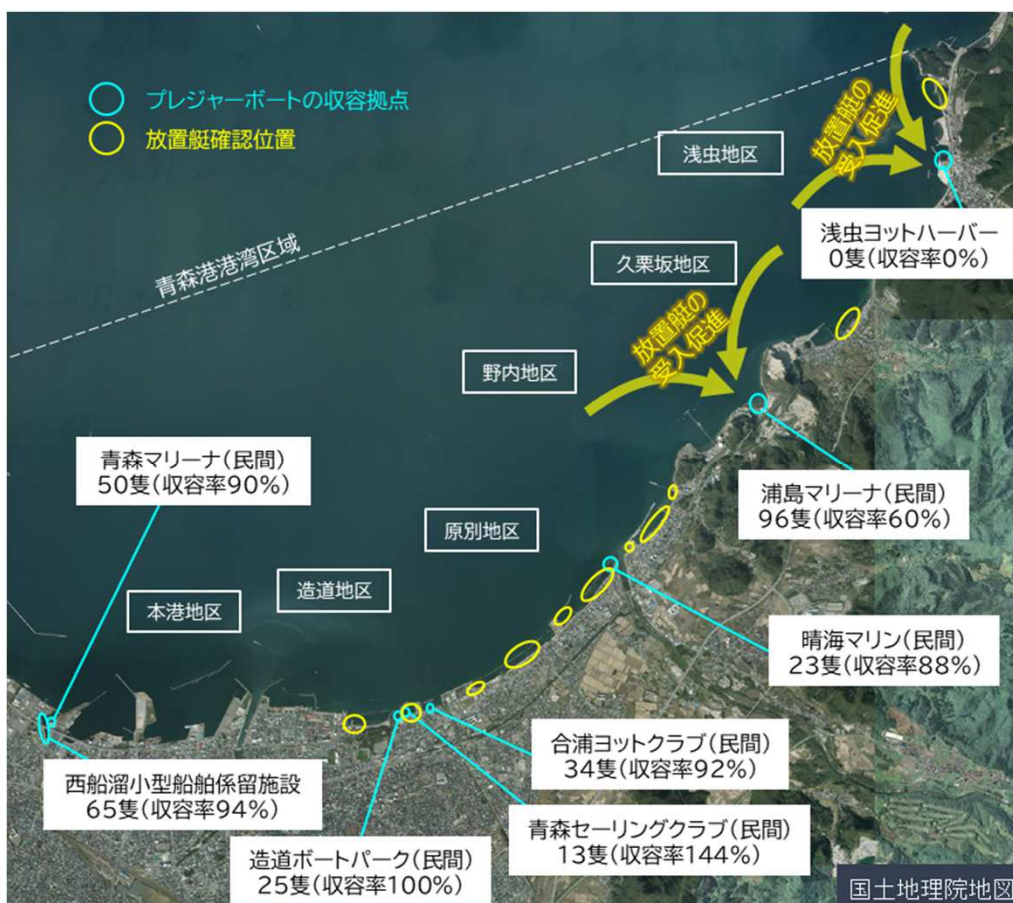 プレジャーボートの収容拠点
放置艇確認位置
青森港港湾区域
浅虫地区
放置艇の
受入促進
浅虫ヨットハーバー
0隻(収容率0%)
久栗坂地区
放置艇の
受入促進
野内地区
青森マリーナ(民間)
50隻(収容率90%)
浦島マリーナ(民間)
96隻(収容率60%)
原別地区
造道地区
本港地区
晴海マリン(民間)
23隻(収容率88%)
合浦ヨットクラブ(民間)
34隻(収容率92%)
西船溜小型船舶係留施設
65隻(収容率94%)
青森セーリングクラブ(民間)
13隻(収容率144%)
造道ボートパーク(民間)
25隻(収容率100%)
国土地理院地図